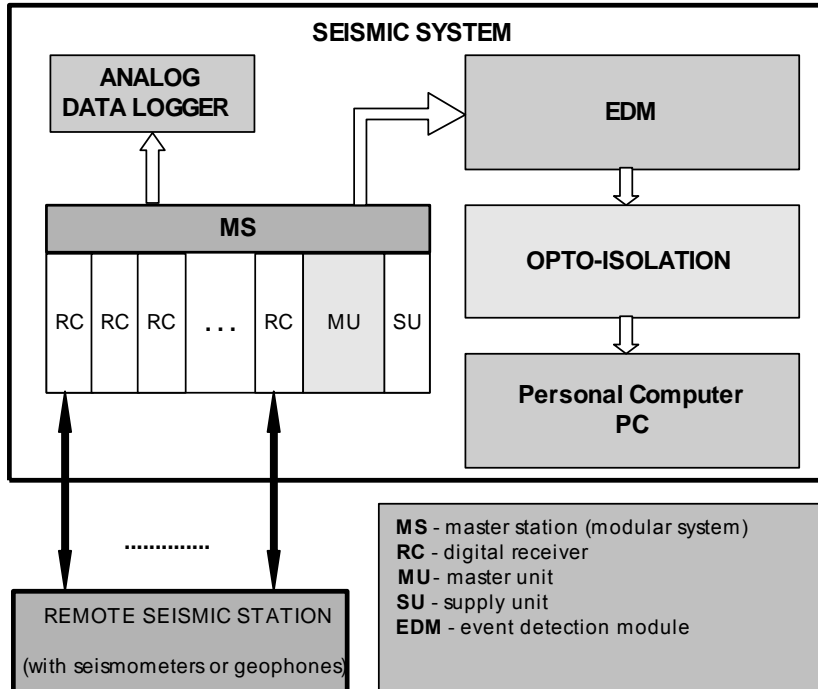 SEISMIC SYSTEM
ANALOG
DATA LOGGER
EDM
MS
OPTO-ISOLATION
RC
RC
RC
...
RC
MU
SU
Personal Computer
PC
..............
REMOTE SEISMIC STATION
(with seismometers or geophones)
MS - master station (modular system)
RC - digital receiver
MU - master unit
SU - supply unit
EDM - event detection module